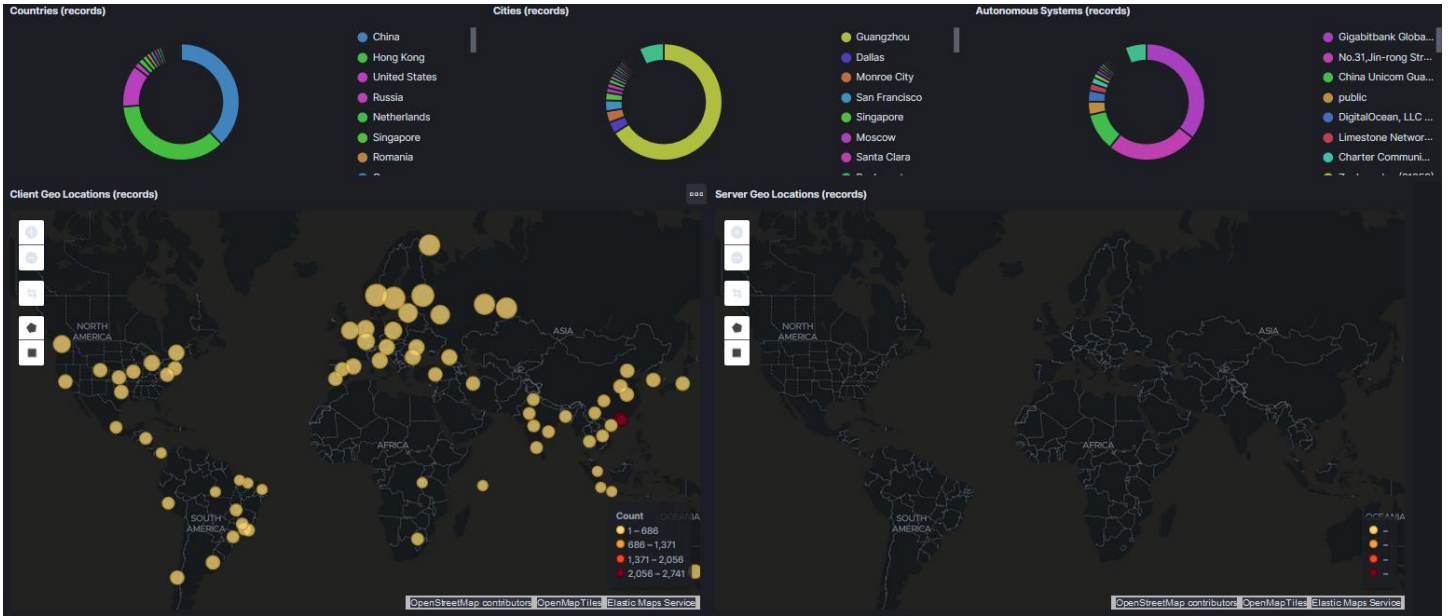 Countries (records)
China
Hong Kong
United States
Russia
Netherlands
Singapore
Romania
Cities (records)
Guangzhou
Dallas
Monroe City
San Francisco
Singapore
Moscow
Santa Clara
Autonomous Systems (records)
Gigabitbank Globa...
No.31,Jin-rong Str...
China Unicom Gua...
public
DigitalOcean, LLC ...
Limestone Networ...
Charter Communi...
Client Geo Locations (records)
NORTH
AMERICA
ASIA
AFRICA
SOUTH
AMERICA
OCEANIA
Count
1 – 686
686 – 1,371
1,371 – 2,056
2,056 – 2,741
OpenStreetMap contributors OpenMapTiles Elastic Maps Service
Server Geo Locations (records)
NORTH
AMERICA
ASIA
AFRICA
SOUTH
AMERICA
OCEANIA
–
–
–
–
OpenStreetMap contributors OpenMapTiles Elastic Maps Service